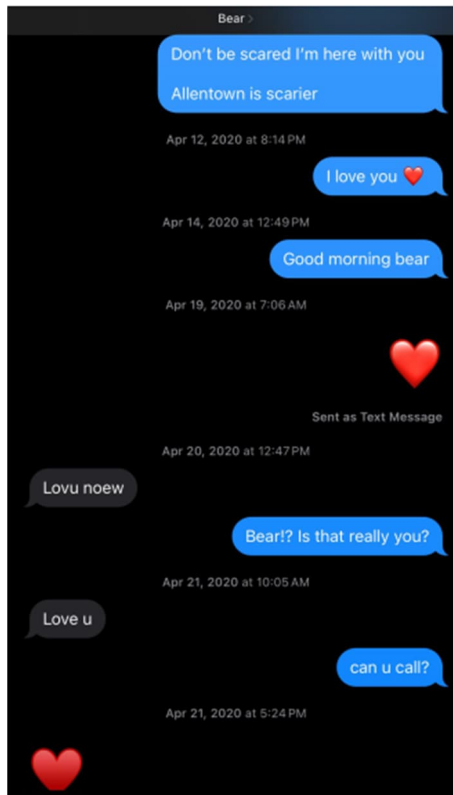 Bear >
Don't be scared I'm here with you
Allentown is scarier
Apr 12, 2020 at 8:14 PM
I love you ❤️
Apr 14, 2020 at 12:49 PM
Good morning bear
Apr 19, 2020 at 7:06 AM
❤️
Sent as Text Message
Apr 20, 2020 at 12:47 PM
Lovu noew
Bear!? Is that really you?
Apr 21, 2020 at 10:05 AM
Love u
can u call?
Apr 21, 2020 at 5:24 PM
❤️